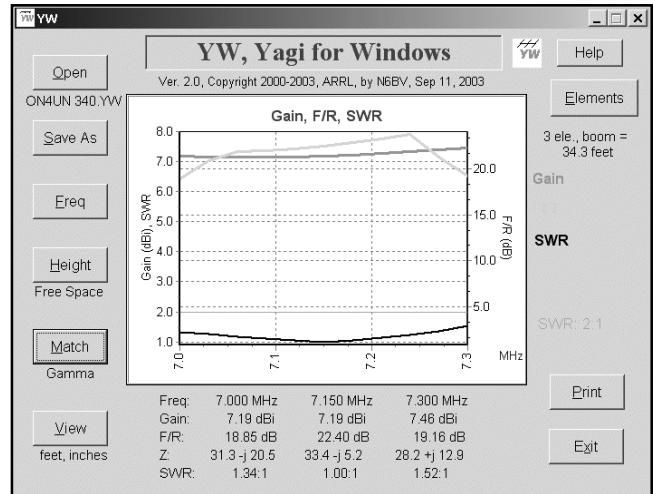 YW
YW, Yagi for Windows
YW
Help
Ver. 2.0, Copyright 2000-2003, ARRL, by N6BV, Sep 11, 2003
Open
ON4UN 340.YW
Save As
Freq
Height
Free Space
Match
Gamma
View
feet, inches
Elements
3 ele., boom =
34.3 feet
Gain
SWR
SWR: 2:1
Print
Exit
Gain, F/R, SWR
Gain (dBi), SWR
8.0
7.0
6.0
5.0
4.0
3.0
2.0
1.0
F/R (dB)
20.0
15.0
10.0
5.0
7.0
7.1
7.2
7.3
MHz
Freq: 7.000 MHz 7.150 MHz 7.300 MHz
Gain: 7.19 dBi 7.19 dBi 7.46 dBi
F/R: 18.85 dB 22.40 dB 19.16 dB
Z: 31.3 -j 20.5 33.4 -j 5.2 28.2 +j 12.9
SWR: 1.34:1 1.00:1 1.52:1